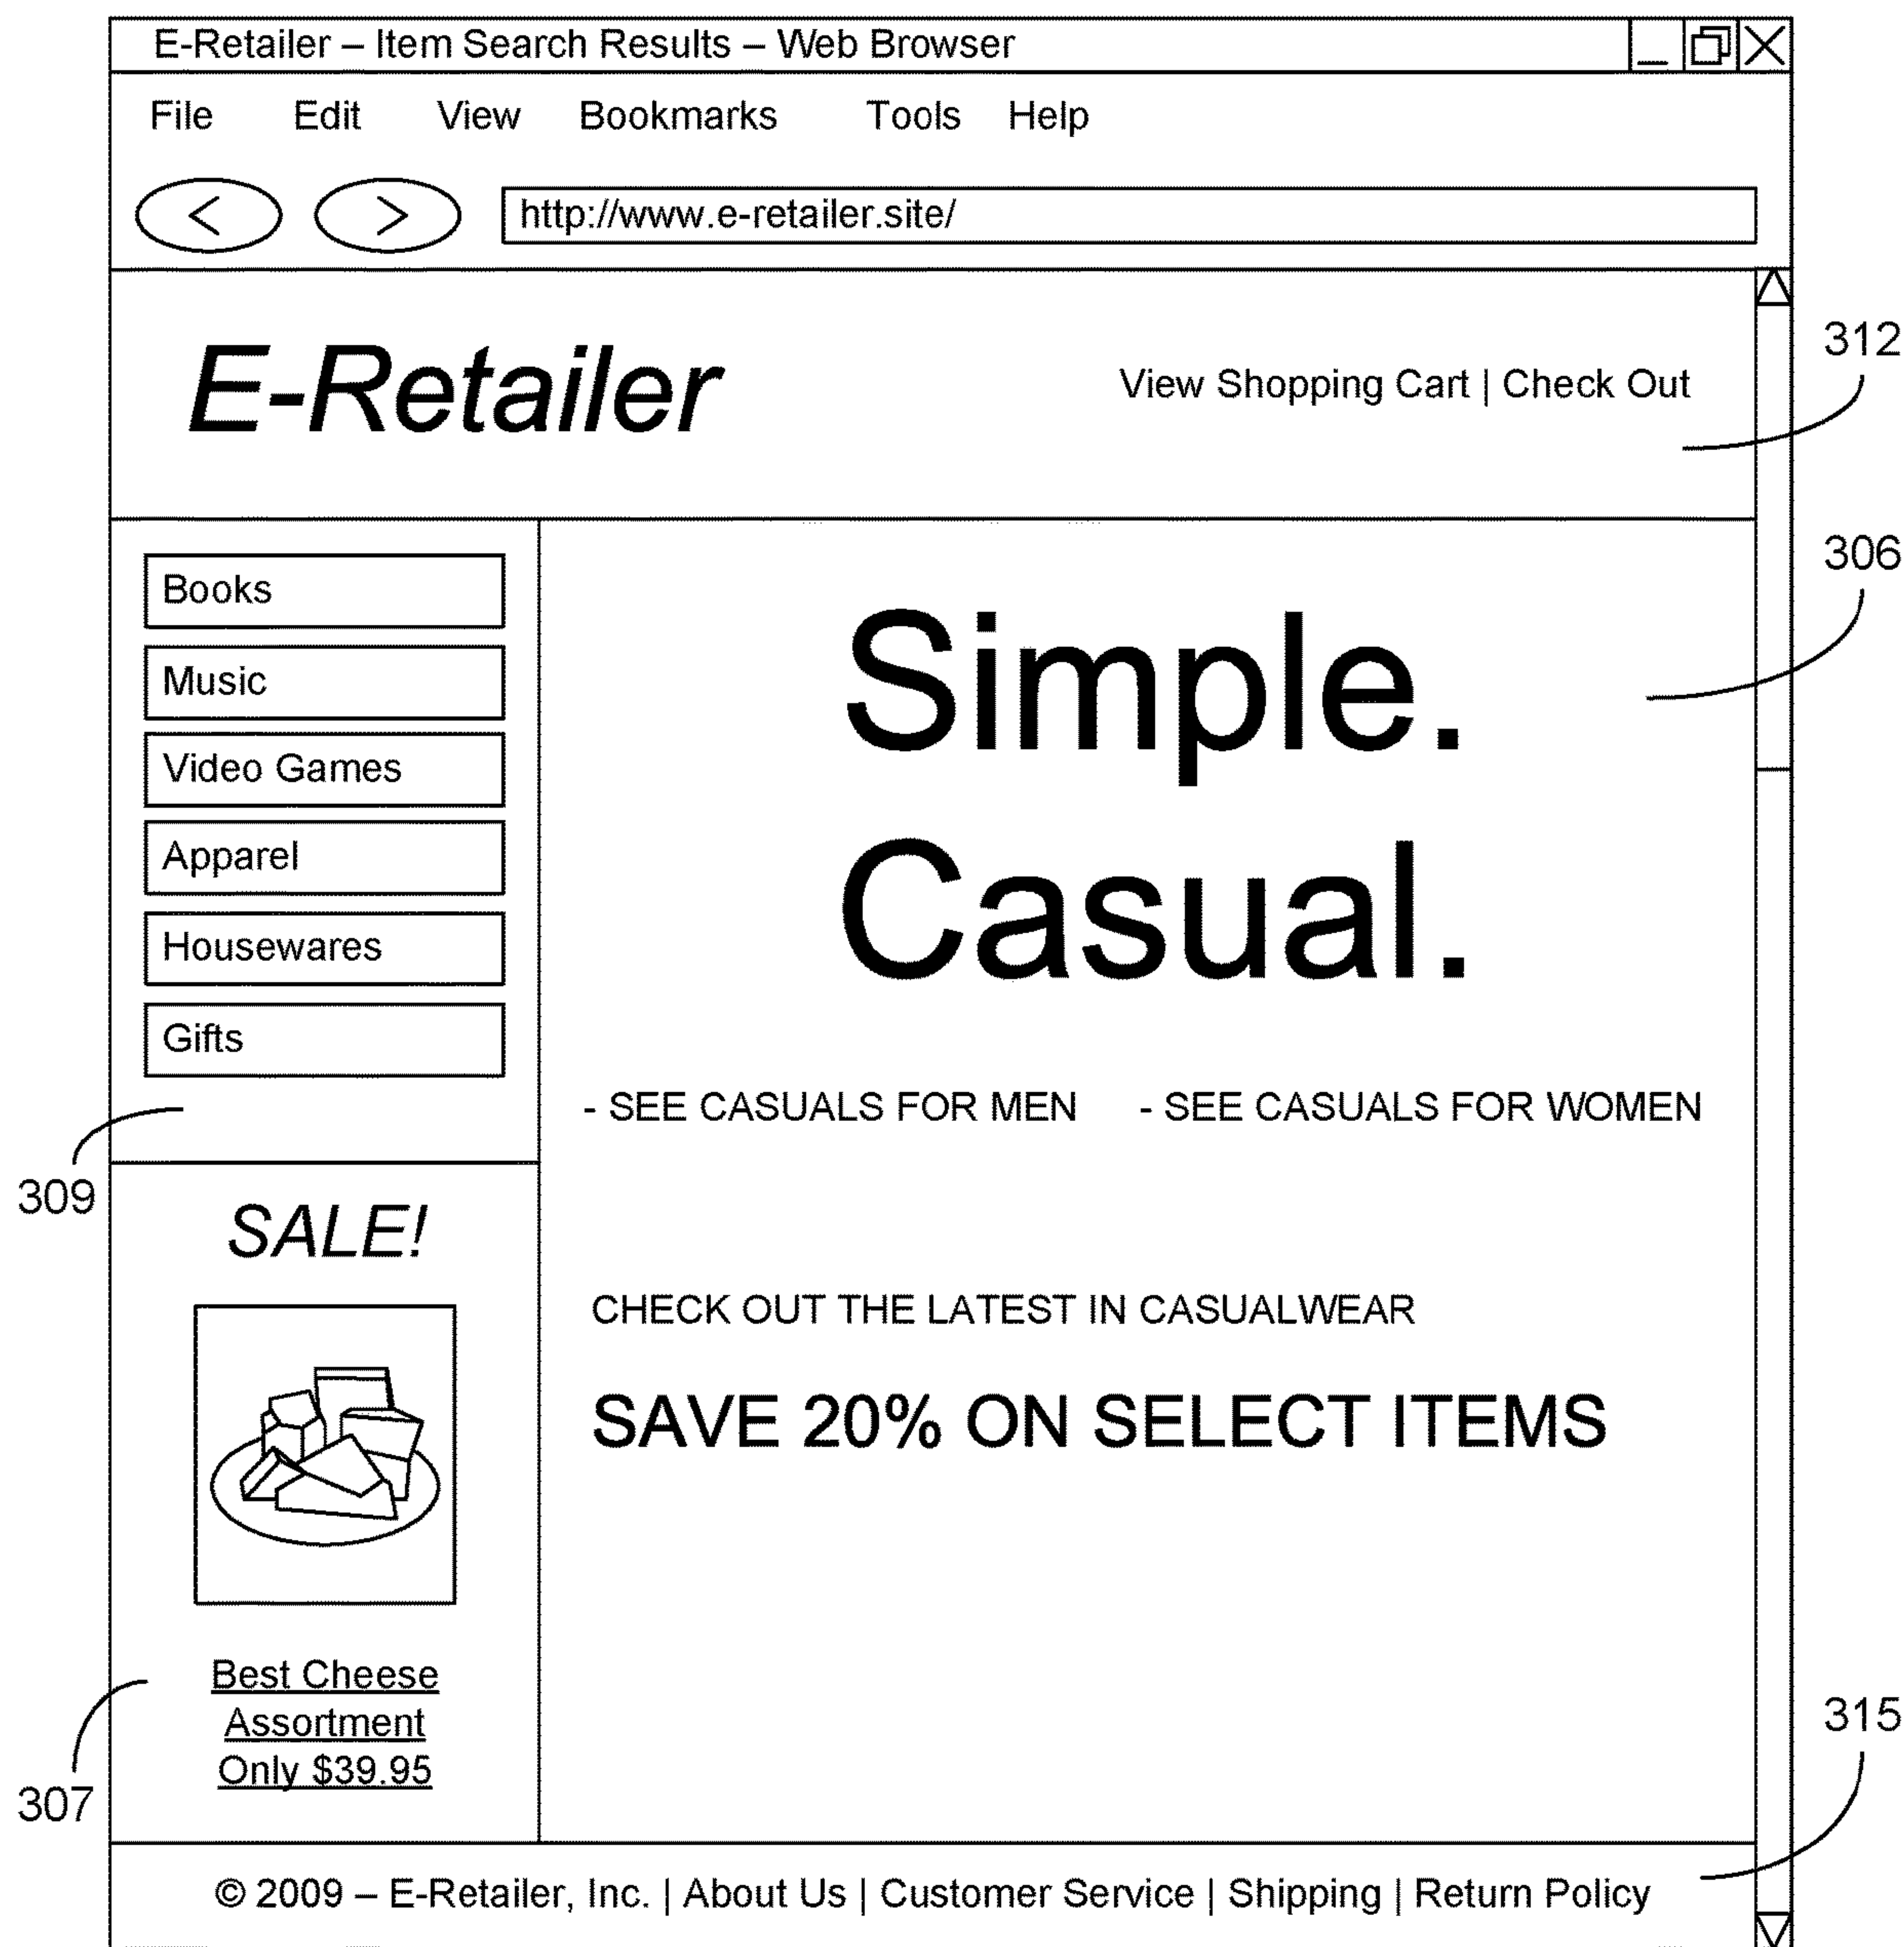 E-Retailer – Item Search Results – Web Browser
File Edit View Bookmarks Tools Help
http://www.e-retailer.site/
312
E-Retailer
View Shopping Cart | Check Out
306
Books
Music
Video Games
Apparel
Housewares
Gifts
309
Simple.
Casual.
- SEE CASUALS FOR MEN - SEE CASUALS FOR WOMEN
CHECK OUT THE LATEST IN CASUALWEAR
SAVE 20% ON SELECT ITEMS
SALE!
Best Cheese
Assortment
Only $39.95
307
315
© 2009 – E-Retailer, Inc. | About Us | Customer Service | Shipping | Return Policy